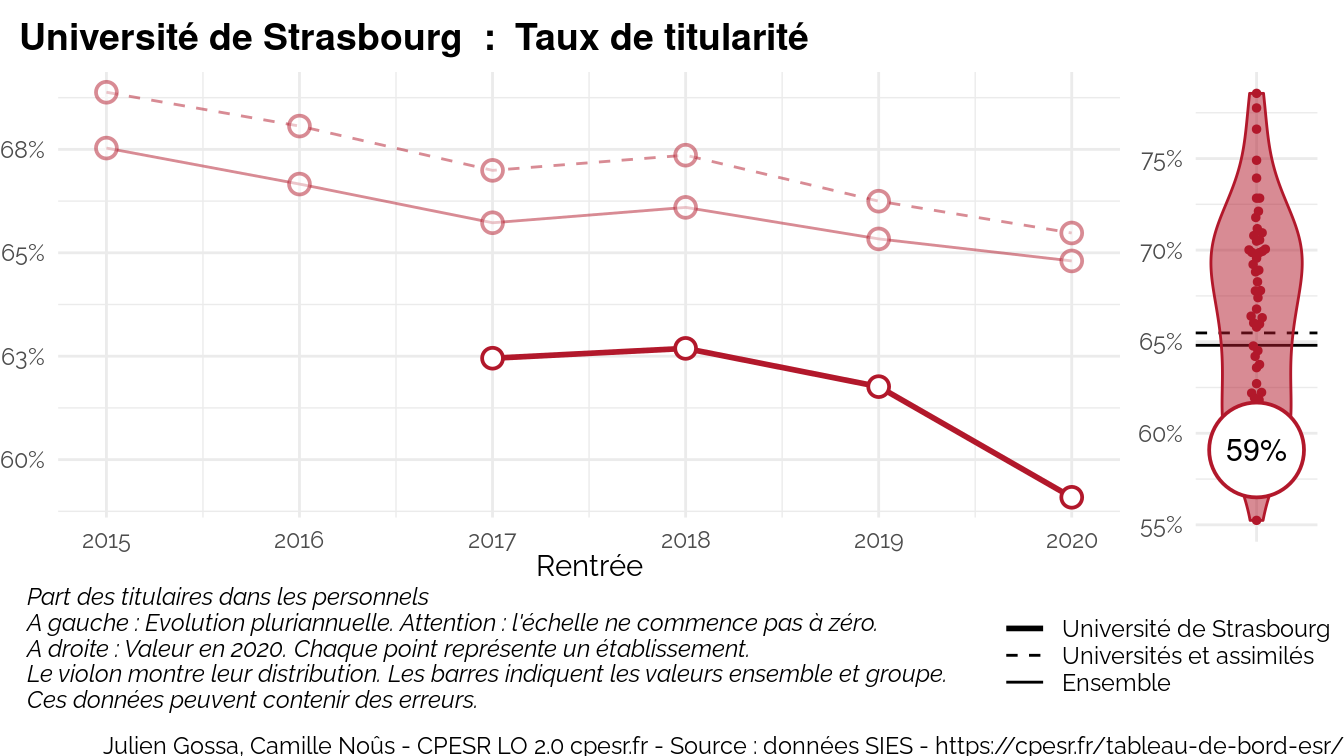 Université de Strasbourg : Taux de titularité
68%
65%
63%
60%
2015 2016 2017 2018 2019 2020
Rentrée
75%
70%
65%
60%
55%
59%
Part des titulaires dans les personnels
A gauche : Evolution pluriannuelle. Attention : l'échelle ne commence pas à zéro.
A droite : Valeur en 2020. Chaque point représente un établissement.
Le violon montre leur distribution. Les barres indiquent les valeurs ensemble et groupe.
Ces données peuvent contenir des erreurs.
Université de Strasbourg
Universités et assimilés
Ensemble
Julien Gossa, Camille Noûs - CPESR LO 2.0 cpesr.fr - Source : données SIES - https://cpesr.fr/tableau-de-bord-esr/